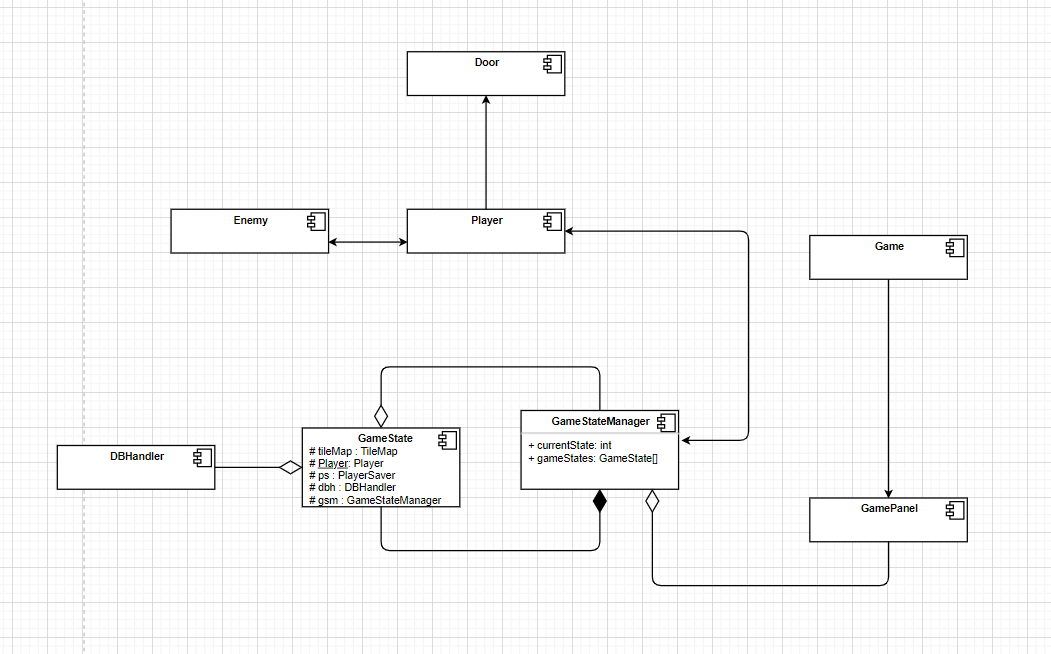 Door
Enemy
Player
Game
GameStateManager
+ currentState: int
+ gameStates: GameState[]
GameState
# tileMap : TileMap
# Player: Player
# ps : PlayerSaver
# dbh : DBHandler
# gsm : GameStateManager
DBHandler
GamePanel